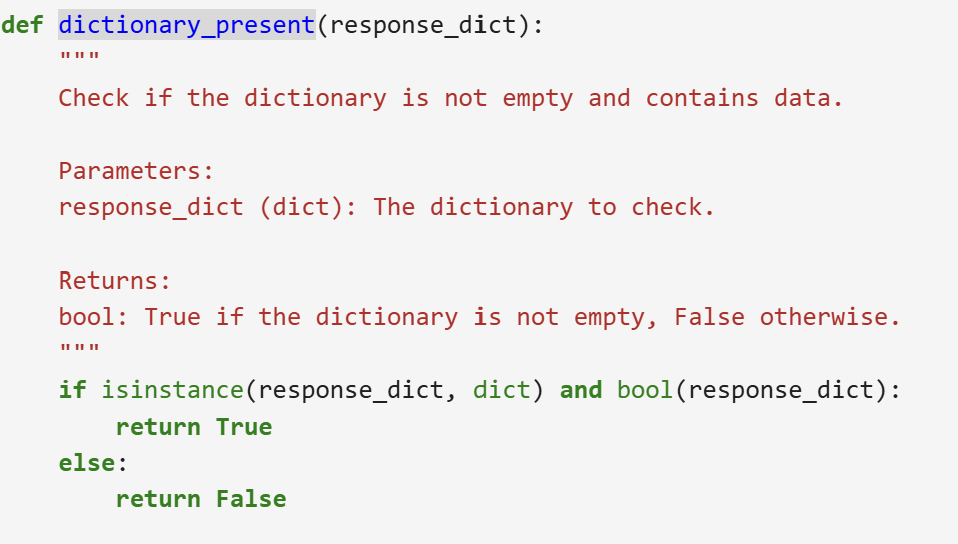 def dictionary_present(response_dict):
    """
    Check if the dictionary is not empty and contains data.

    Parameters:
    response_dict (dict): The dictionary to check.

    Returns:
    bool: True if the dictionary is not empty, False otherwise.
    """
    if isinstance(response_dict, dict) and bool(response_dict):
        return True
    else:
        return False